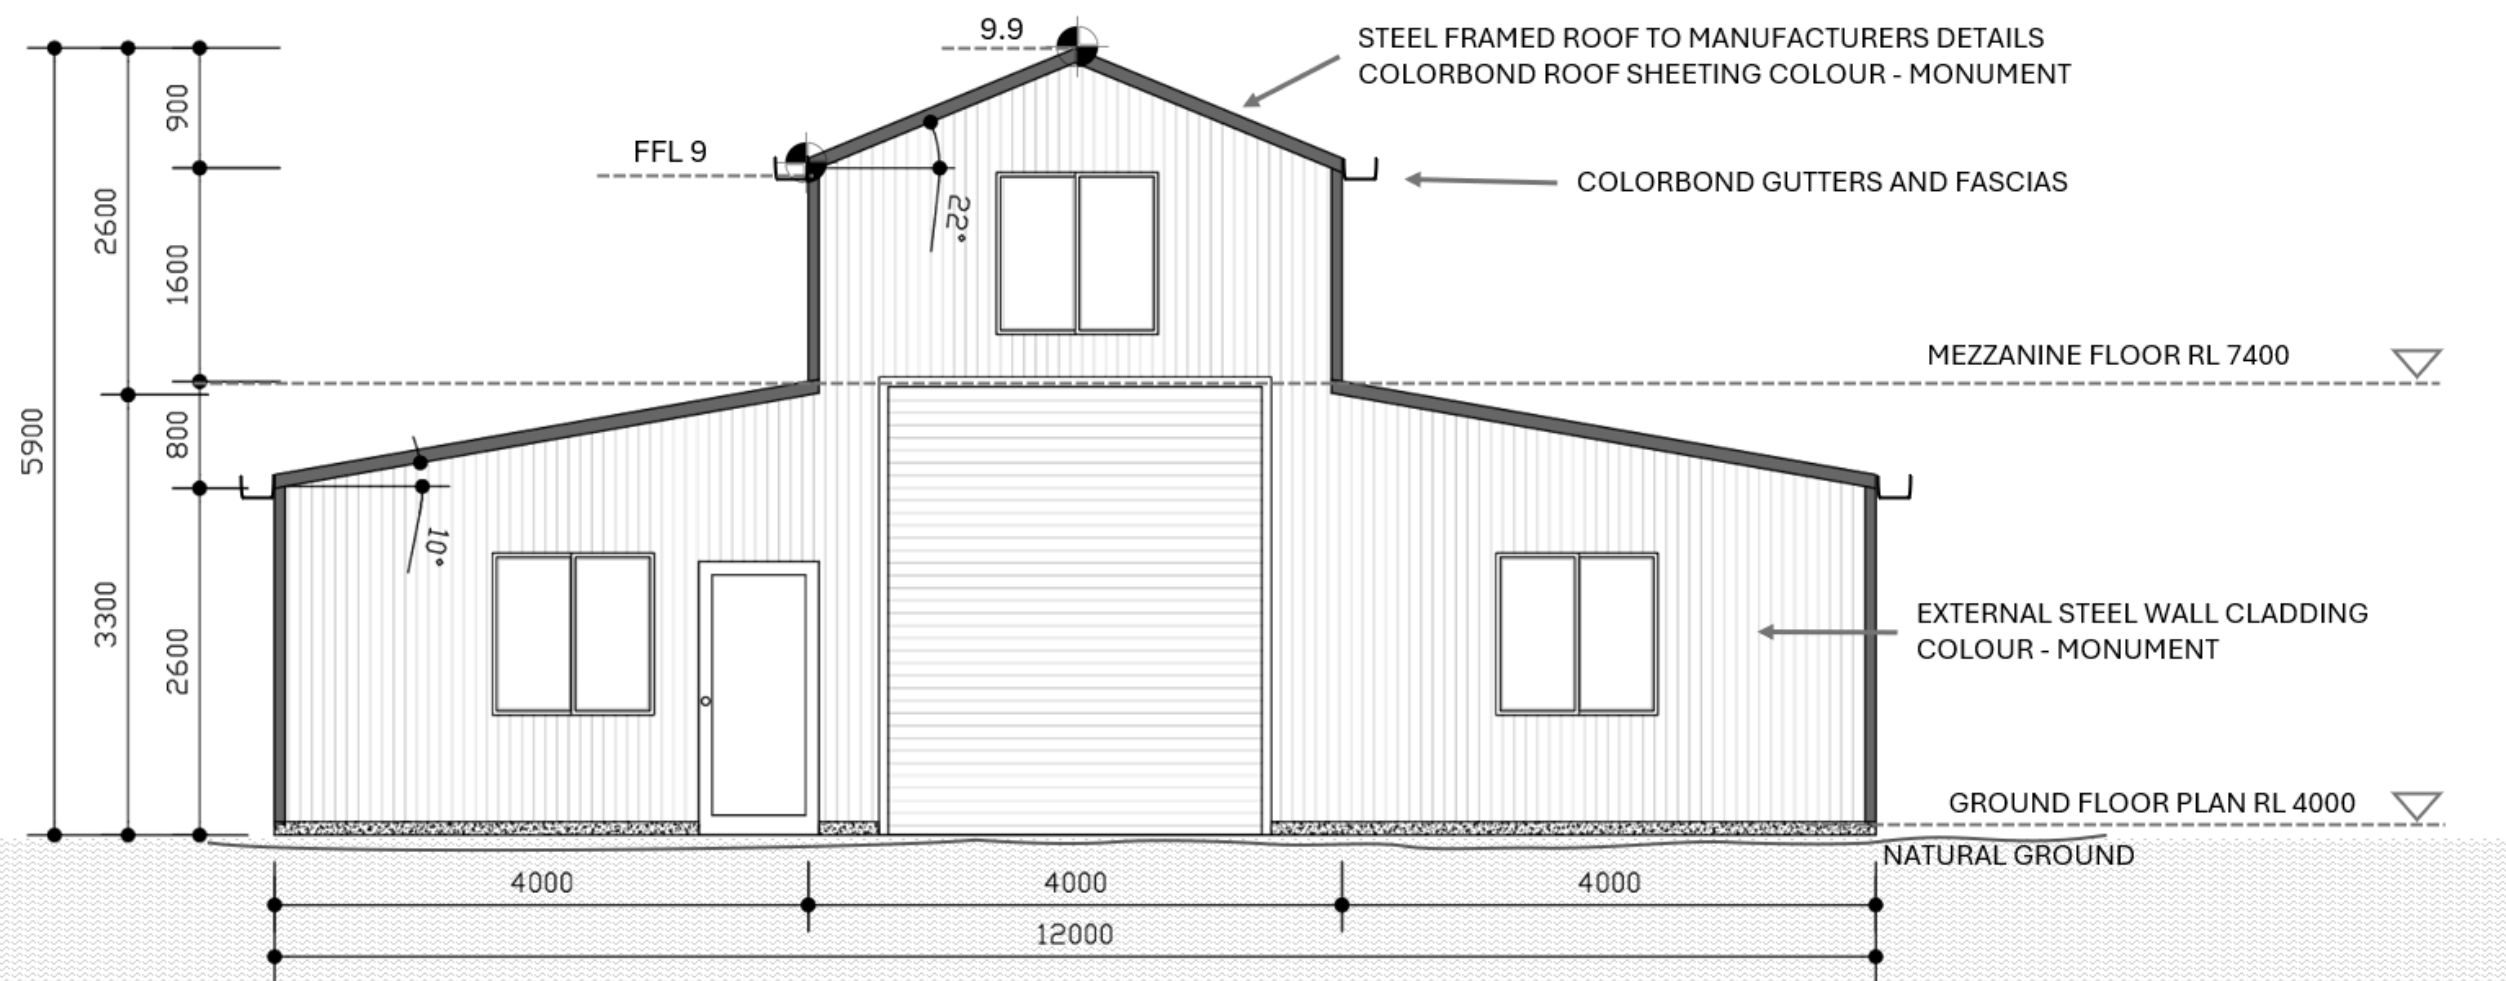 9.9
STEEL FRAMED ROOF TO MANUFACTURERS DETAILS
COLORBOND ROOF SHEETING COLOUR - MONUMENT
900
FFL 9
COLORBOND GUTTERS AND FASCIAS
22°
2600
1600
MEZZANINE FLOOR RL 7400
5900
800
10°
3300
2600
EXTERNAL STEEL WALL CLADDING
COLOUR - MONUMENT
GROUND FLOOR PLAN RL 4000
NATURAL GROUND
4000 4000 4000
12000